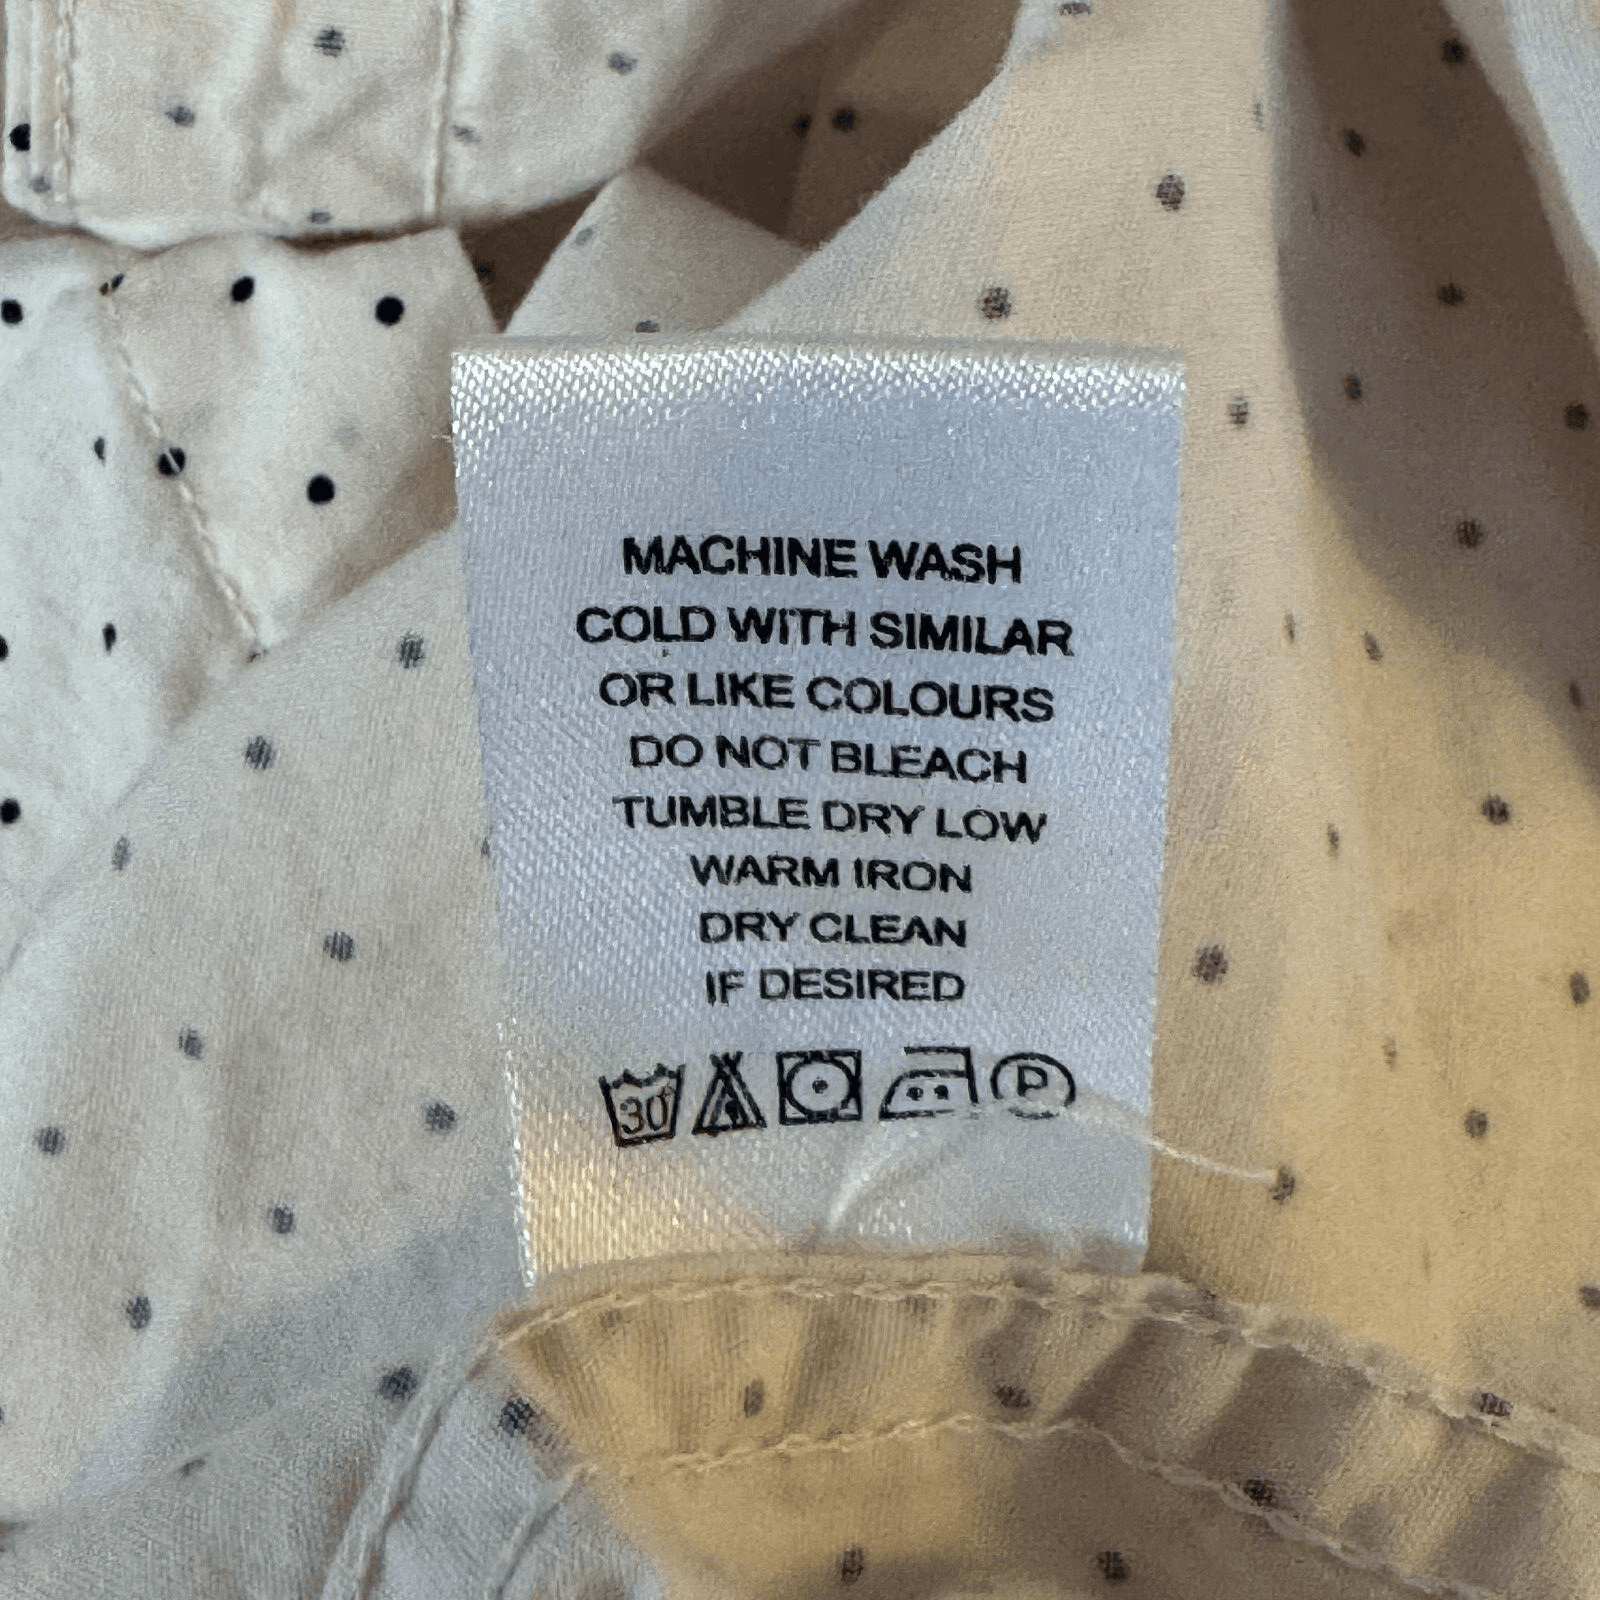 MACHINE WASH
COLD WITH SIMILAR
OR LIKE COLOURS
DO NOT BLEACH
TUMBLE DRY LOW
WARM IRON
DRY CLEAN
IF DESIRED
30° P